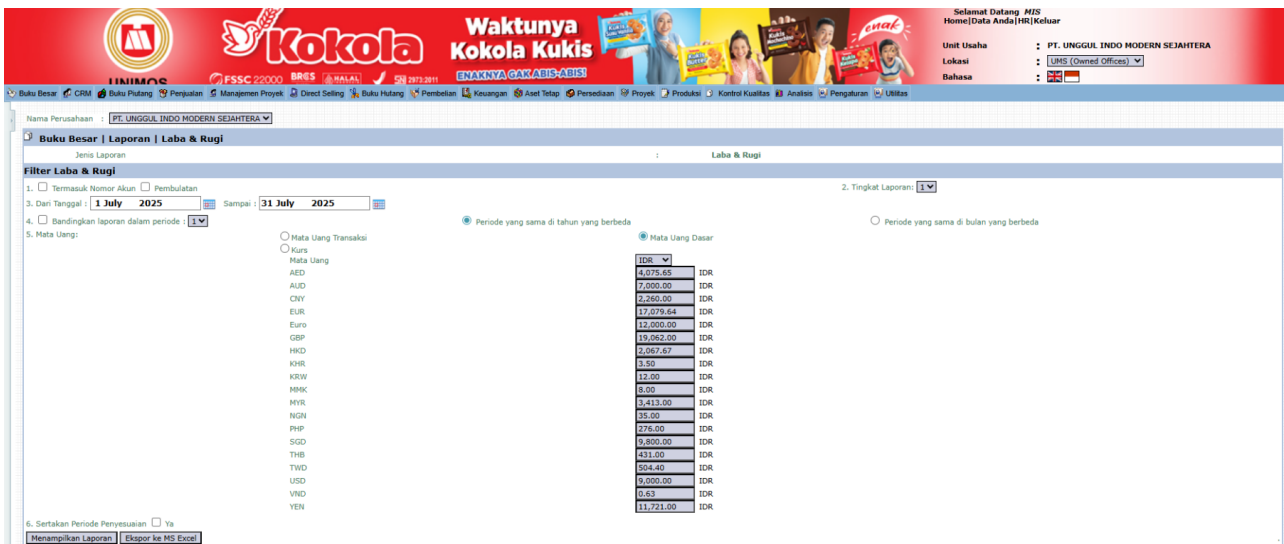 Selamat Datang MIS
Home|Data Anda|HR|Keluar
Kokola
Waktunya
Kokola Kukis
ENAKNYA GAK ABIS-ABIS!
enak
UNIMOS
FSSC 22000 BRCS HALAL SNI 2973:2011
Unit Usaha : PT. UNGGUL INDO MODERN SEJAHTERA
Lokasi : UMS (Owned Offices)
Bahasa :
Buku Besar CRM Buku Piutang Penjualan Manajemen Proyek Direct Selling Buku Hutang Pembelian Keuangan Aset Tetap Persediaan Proyek Produksi Kontrol Kualitas Analisis Pengaturan Utilitas
Nama Perusahaan : PT. UNGGUL INDO MODERN SEJAHTERA
Buku Besar | Laporan | Laba & Rugi
Jenis Laporan : Laba & Rugi
Filter Laba & Rugi
1. Termasuk Nomor Akun Pembulatan 2. Tingkat Laporan: 1
3. Dari Tanggal : 1 July 2025 Sampai : 31 July 2025
4. Bandingkan laporan dalam periode : 1 Periode yang sama di tahun yang berbeda Periode yang sama di bulan yang berbeda
5. Mata Uang: Mata Uang Transaksi Mata Uang Dasar
Kurs
Mata Uang IDR
AED 4,075.65 IDR
AUD 7,000.00 IDR
CNY 2,260.00 IDR
EUR 17,079.64 IDR
Euro 12,000.00 IDR
GBP 19,062.00 IDR
HKD 2,067.67 IDR
KHR 3.50 IDR
KRW 12.00 IDR
MMK 8.00 IDR
MYR 3,413.00 IDR
NGN 35.00 IDR
PHP 276.00 IDR
SGD 9,800.00 IDR
THB 431.00 IDR
TWD 504.40 IDR
USD 9,000.00 IDR
VND 0.63 IDR
YEN 11,721.00 IDR
6. Sertakan Periode Penyesuaian Ya
Menampilkan Laporan Ekspor ke MS Excel